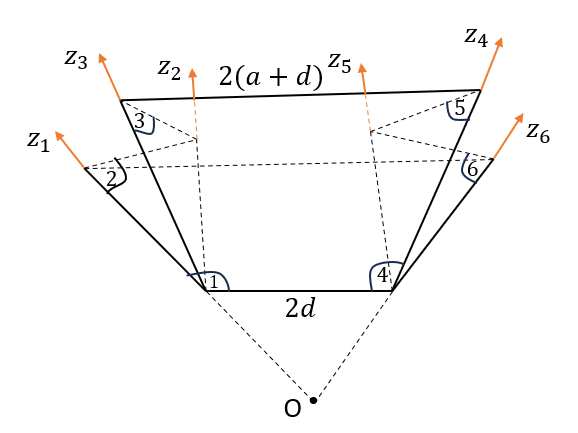 z₄
z₃
z₂
2(a + d)
z₅
3
5
z₁
z₆
2
6
1
4
2d
O